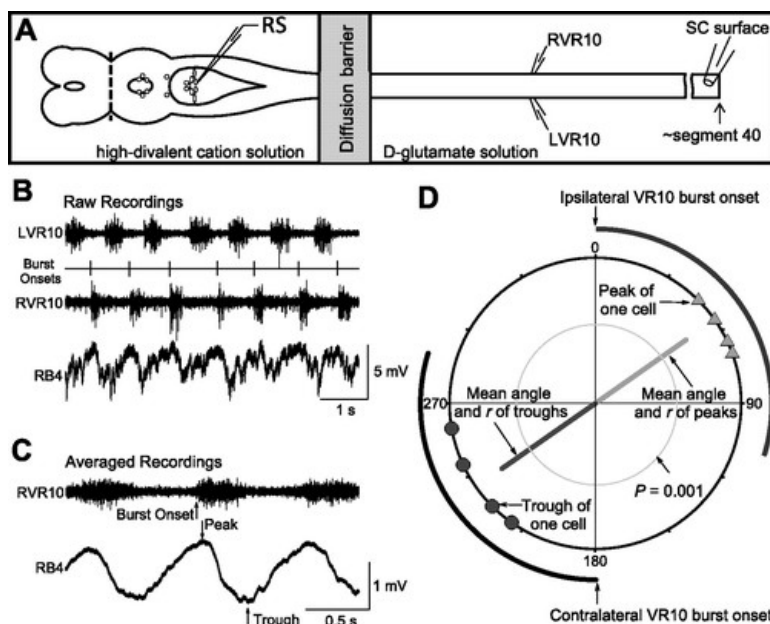 A
RS
Diffusion barrier
RVR10
SC surface
LVR10
~segment 40
high-divalent cation solution
D-glutamate solution
B
Raw Recordings
LVR10
Burst
Onsets
RVR10
RB4
5 mV
1 s
C
Averaged Recordings
RVR10
Burst Onset
Peak
RB4
1 mV
Trough
0.5 s
D
Ipsilateral VR10 burst onset
0
Peak of
one cell
Mean angle
and r of troughs
Mean angle
and r of peaks
270
90
P = 0.001
Trough of
one cell
180
Contralateral VR10 burst onset